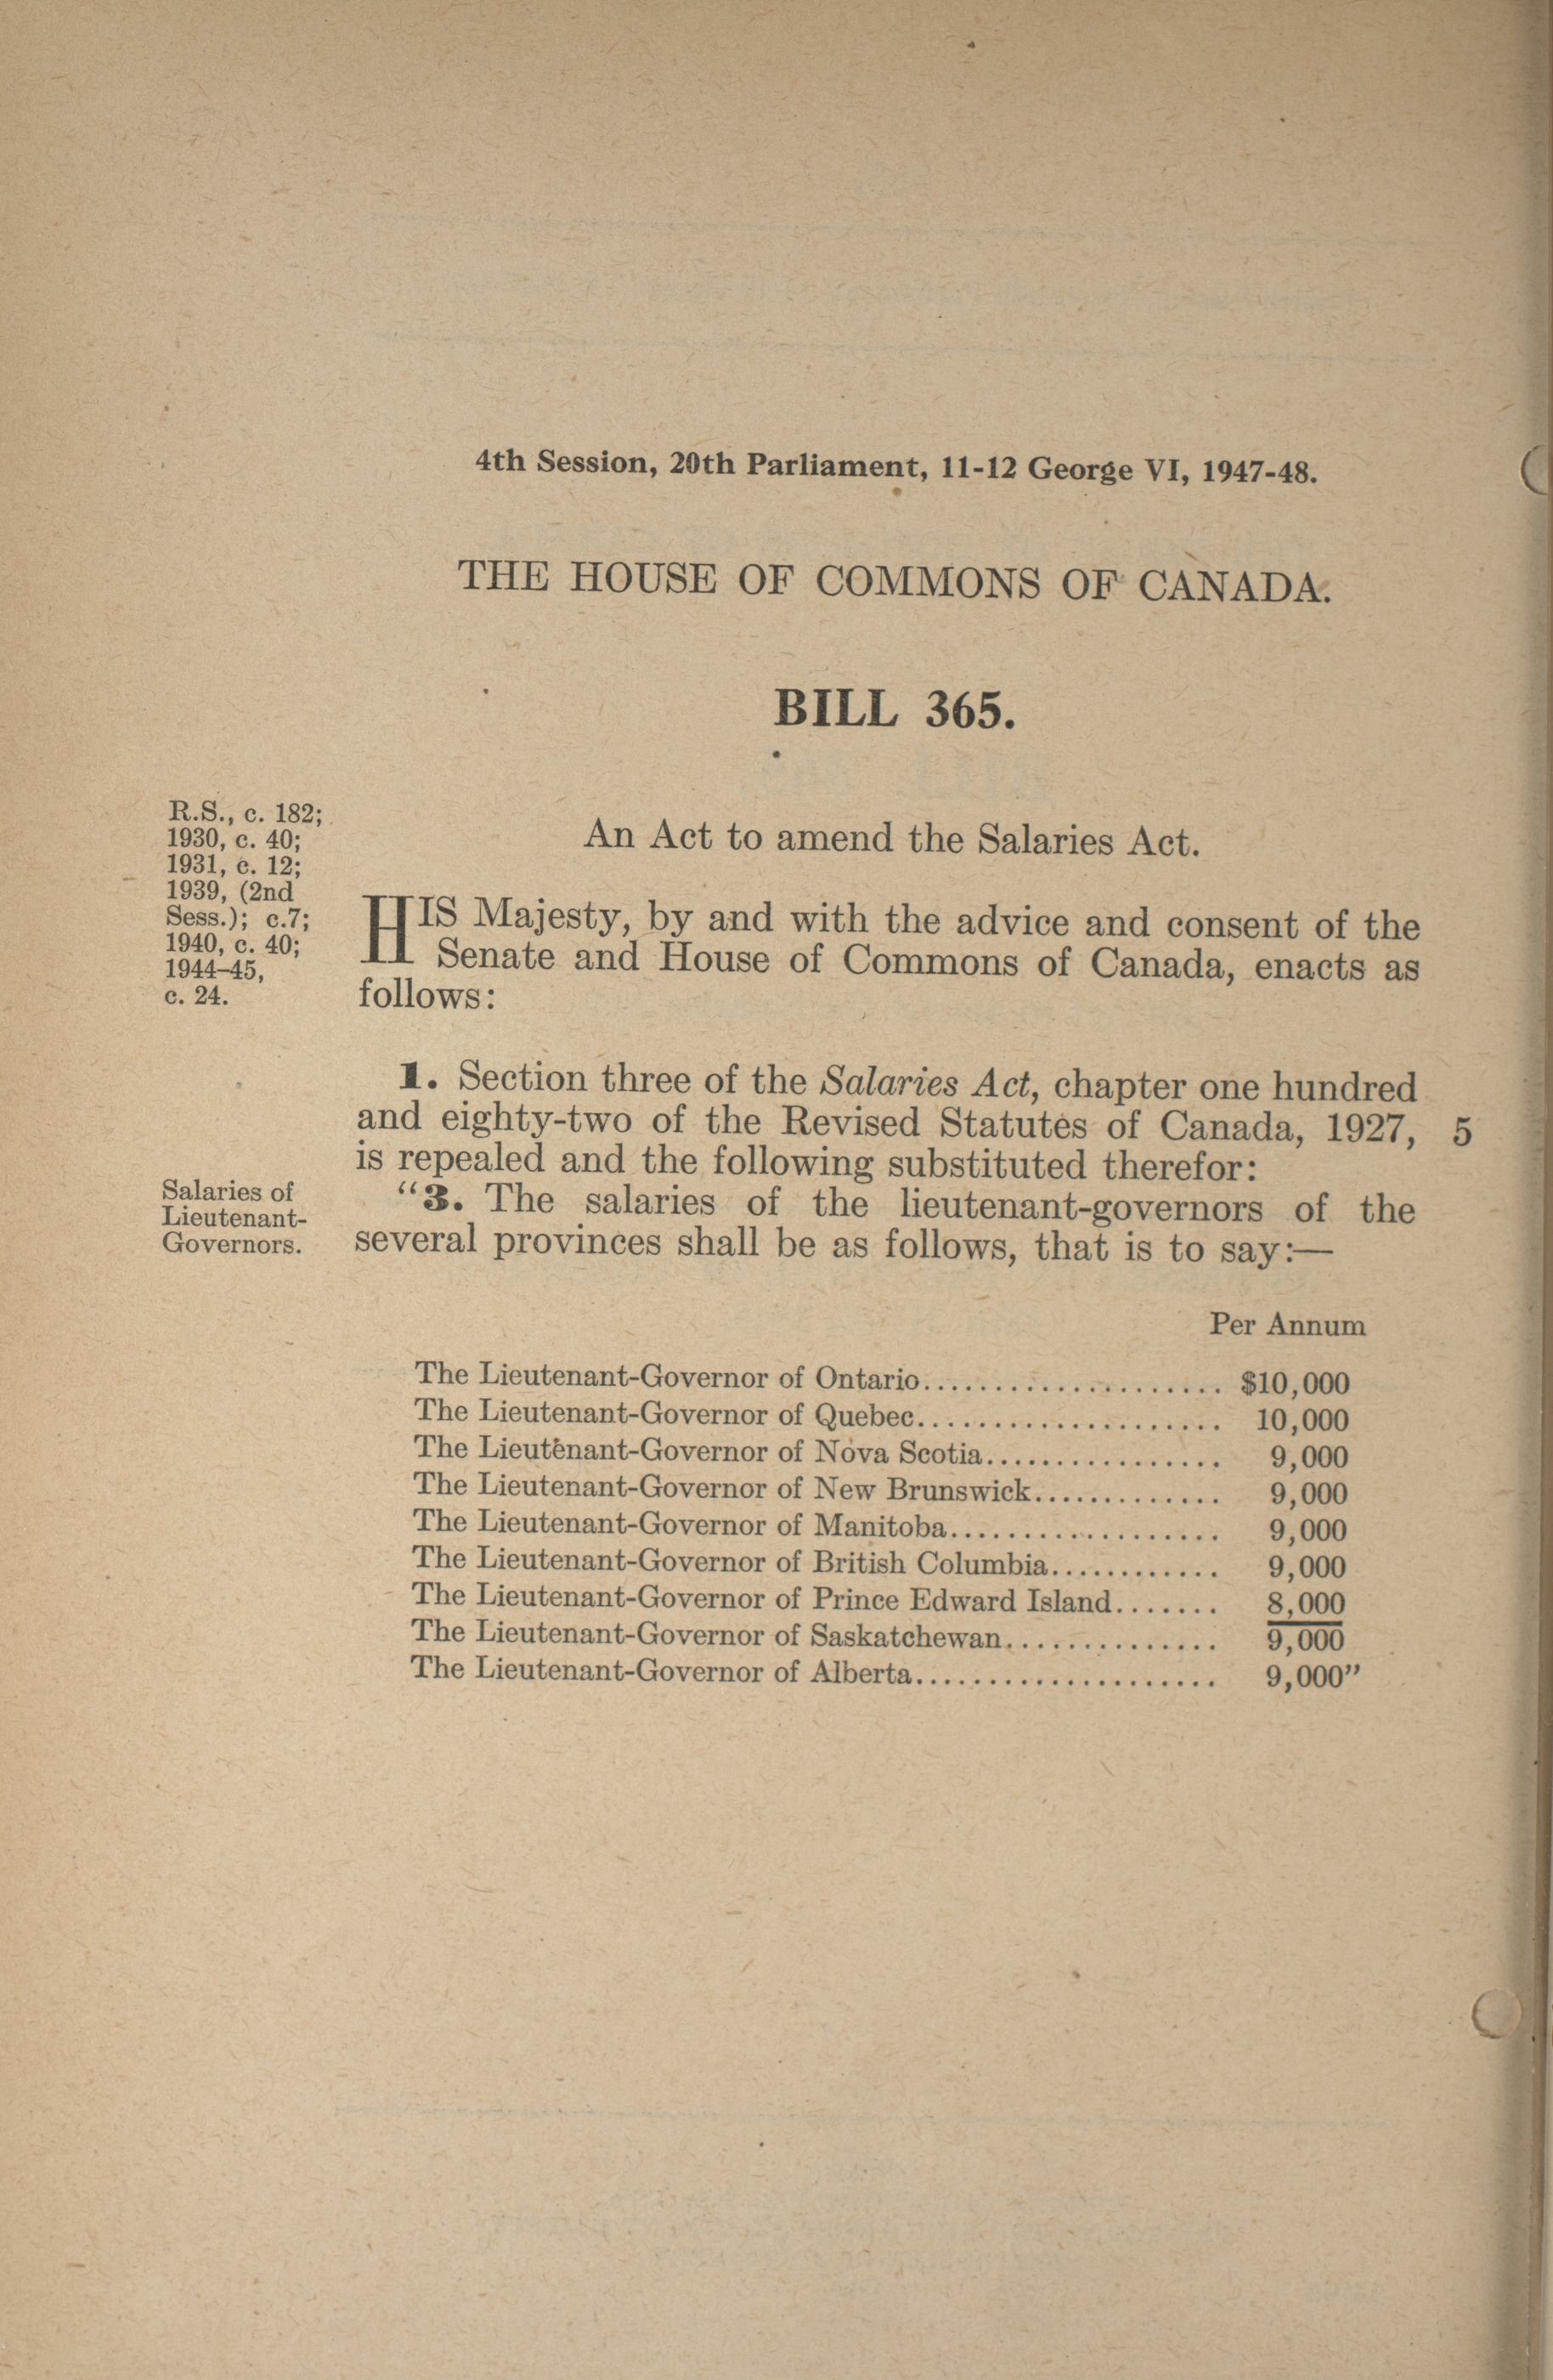 4th Session, 20th Parliament, 11-12 George VI, 1947-48.
THE HOUSE OF COMMONS OF CANADA.
BILL 365.
R.S., c. 182;
1930, c. 40;
1931, c. 12;
1939, (2nd
Sess.); c.7;
1940, c. 40;
1944-45,
c. 24.
An Act to amend the Salaries Act.
HIS Majesty, by and with the advice and consent of the
Senate and House of Commons of Canada, enacts as
follows:
1. Section three of the Salaries Act, chapter one hundred
and eighty-two of the Revised Statutes of Canada, 1927, 5
is repealed and the following substituted therefor:
Salaries of
Lieutenant-
Governors.
“3. The salaries of the lieutenant-governors of the
several provinces shall be as follows, that is to say:—
Per Annum
The Lieutenant-Governor of Ontario..................... $10,000
The Lieutenant-Governor of Quebec..................... 10,000
The Lieutenant-Governor of Nova Scotia................. 9,000
The Lieutenant-Governor of New Brunswick............. 9,000
The Lieutenant-Governor of Manitoba................... 9,000
The Lieutenant-Governor of British Columbia............ 9,000
The Lieutenant-Governor of Prince Edward Island....... 8,000
The Lieutenant-Governor of Saskatchewan............... 9,000
The Lieutenant-Governor of Alberta..................... 9,000”